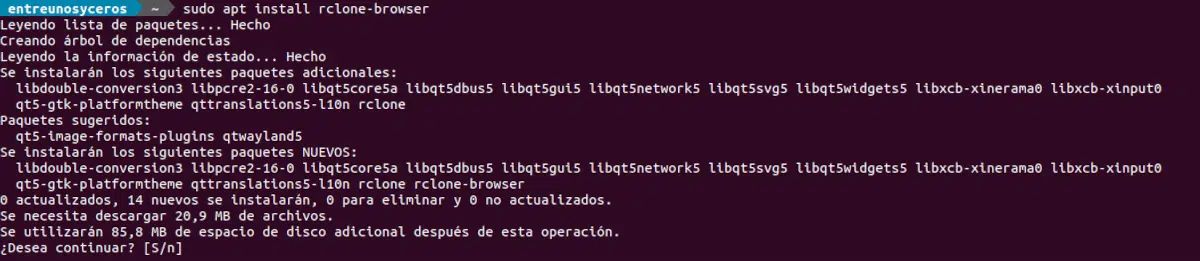 entreunosyceros ~ sudo apt install rclone-browser
Leyendo lista de paquetes... Hecho
Creando árbol de dependencias
Leyendo la información de estado... Hecho
Se instalarán los siguientes paquetes adicionales:
libdouble-conversion3 libpcre2-16-0 libqt5core5a libqt5dbus5 libqt5gui5 libqt5network5 libqt5svg5 libqt5widgets5 libxcb-xinerama0 libxcb-xinput0
qt5-gtk-platformtheme qttranslations5-l10n rclone
Paquetes sugeridos:
qt5-image-formats-plugins qtwayland5
Se instalarán los siguientes paquetes NUEVOS:
libdouble-conversion3 libpcre2-16-0 libqt5core5a libqt5dbus5 libqt5gui5 libqt5network5 libqt5svg5 libqt5widgets5 libxcb-xinerama0 libxcb-xinput0
qt5-gtk-platformtheme qttranslations5-l10n rclone rclone-browser
0 actualizados, 14 nuevos se instalarán, 0 para eliminar y 0 no actualizados.
Se necesita descargar 20,9 MB de archivos.
Se utilizarán 85,8 MB de espacio de disco adicional después de esta operación.
¿Desea continuar? [S/n]